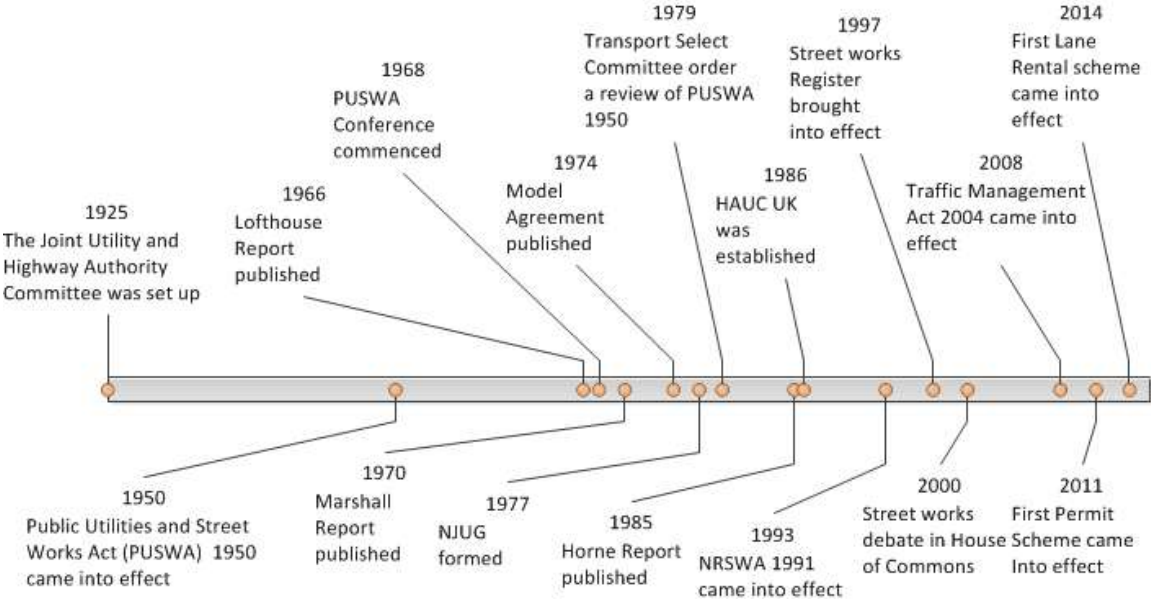 1925
The Joint Utility and
Highway Authority
Committee was set up
1966
Lofthouse
Report
published
1968
PUSWA
Conference
commenced
1974
Model
Agreement
published
1979
Transport Select
Committee order
a review of PUSWA
1950
1986
HAUC UK
was
established
1997
Street works
Register
brought
into effect
2008
Traffic Management
Act 2004 came into
effect
2014
First Lane
Rental scheme
came into
effect
1950
Public Utilities and Street
Works Act (PUSWA) 1950
came into effect
1970
Marshall
Report
published
1977
NJUG
formed
1985
Horne Report
published
1993
NRSWA 1991
came into effect
2000
Street works
debate in House
of Commons
2011
First Permit
Scheme came
Into effect